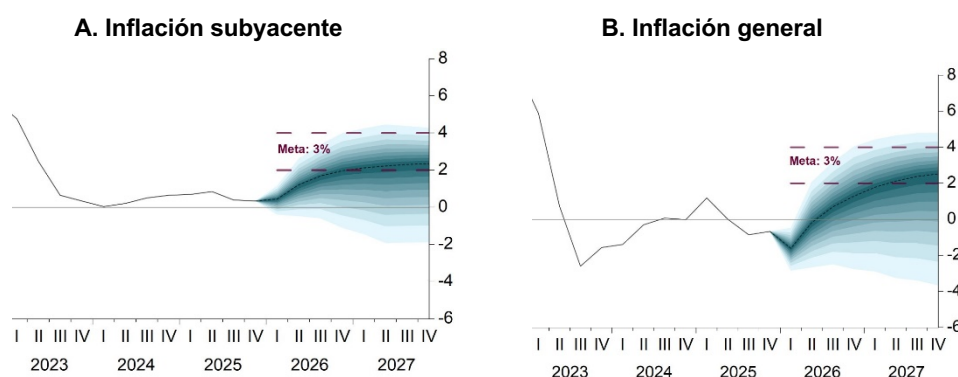 A. Inflación subyacente
8
6
4
2
0
-2
-4
-6
Meta: 3%
I II III IV I II III IV I II III IV I II III IV I II III IV
2023 2024 2025 2026 2027
B. Inflación general
8
6
4
2
0
-2
-4
-6
Meta: 3%
I II III IV I II III IV I II III IV I II III IV I II III IV
2023 2024 2025 2026 2027